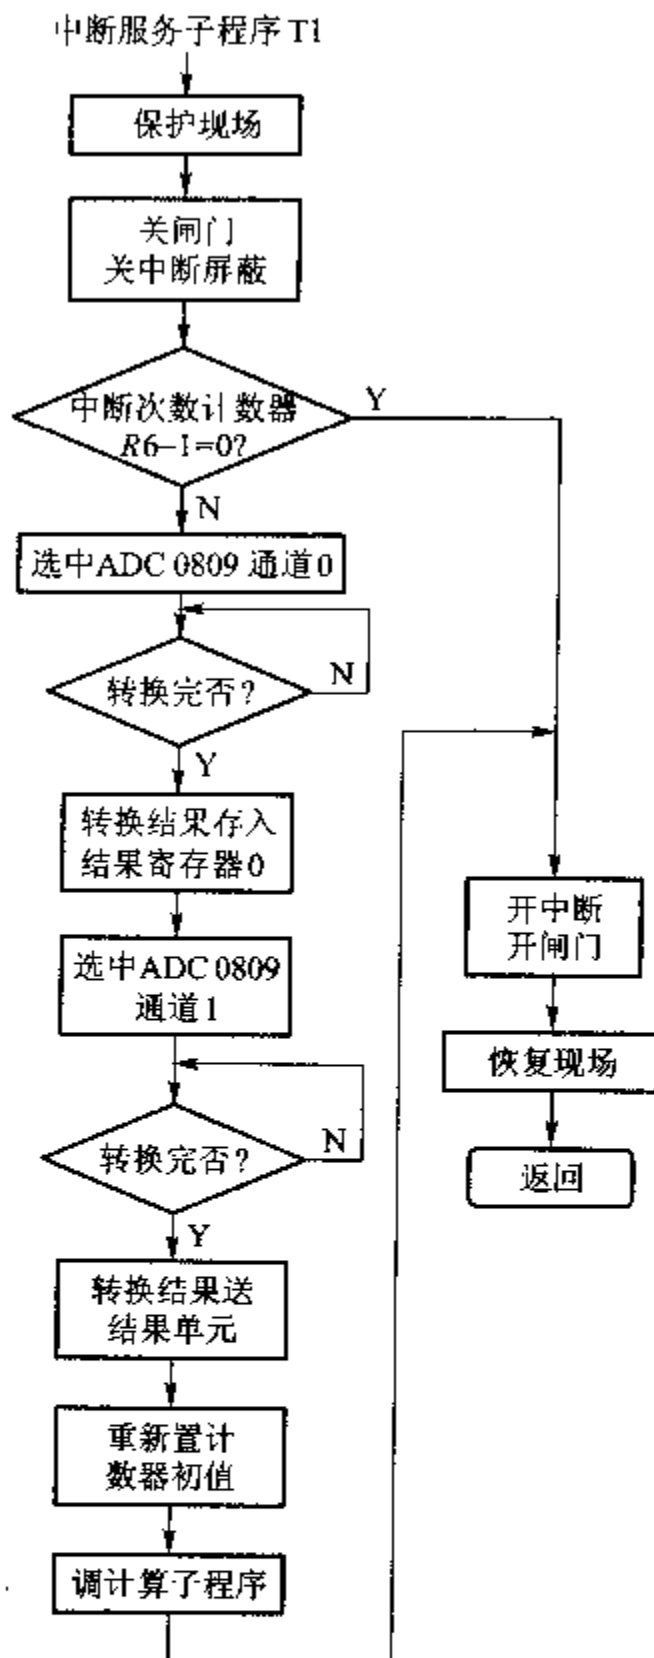 中断服务子程序T1
保护现场
关闸门
关中断屏蔽
中断次数计数器
R6-1=0?
Y
N
选中ADC 0809 通道0
转换完否?
N
Y
转换结果存入
结果寄存器0
选中ADC 0809
通道1
转换完否?
N
Y
转换结果送
结果单元
重新置计
数器初值
调计算子程序
开中断
开闸门
恢复现场
返回